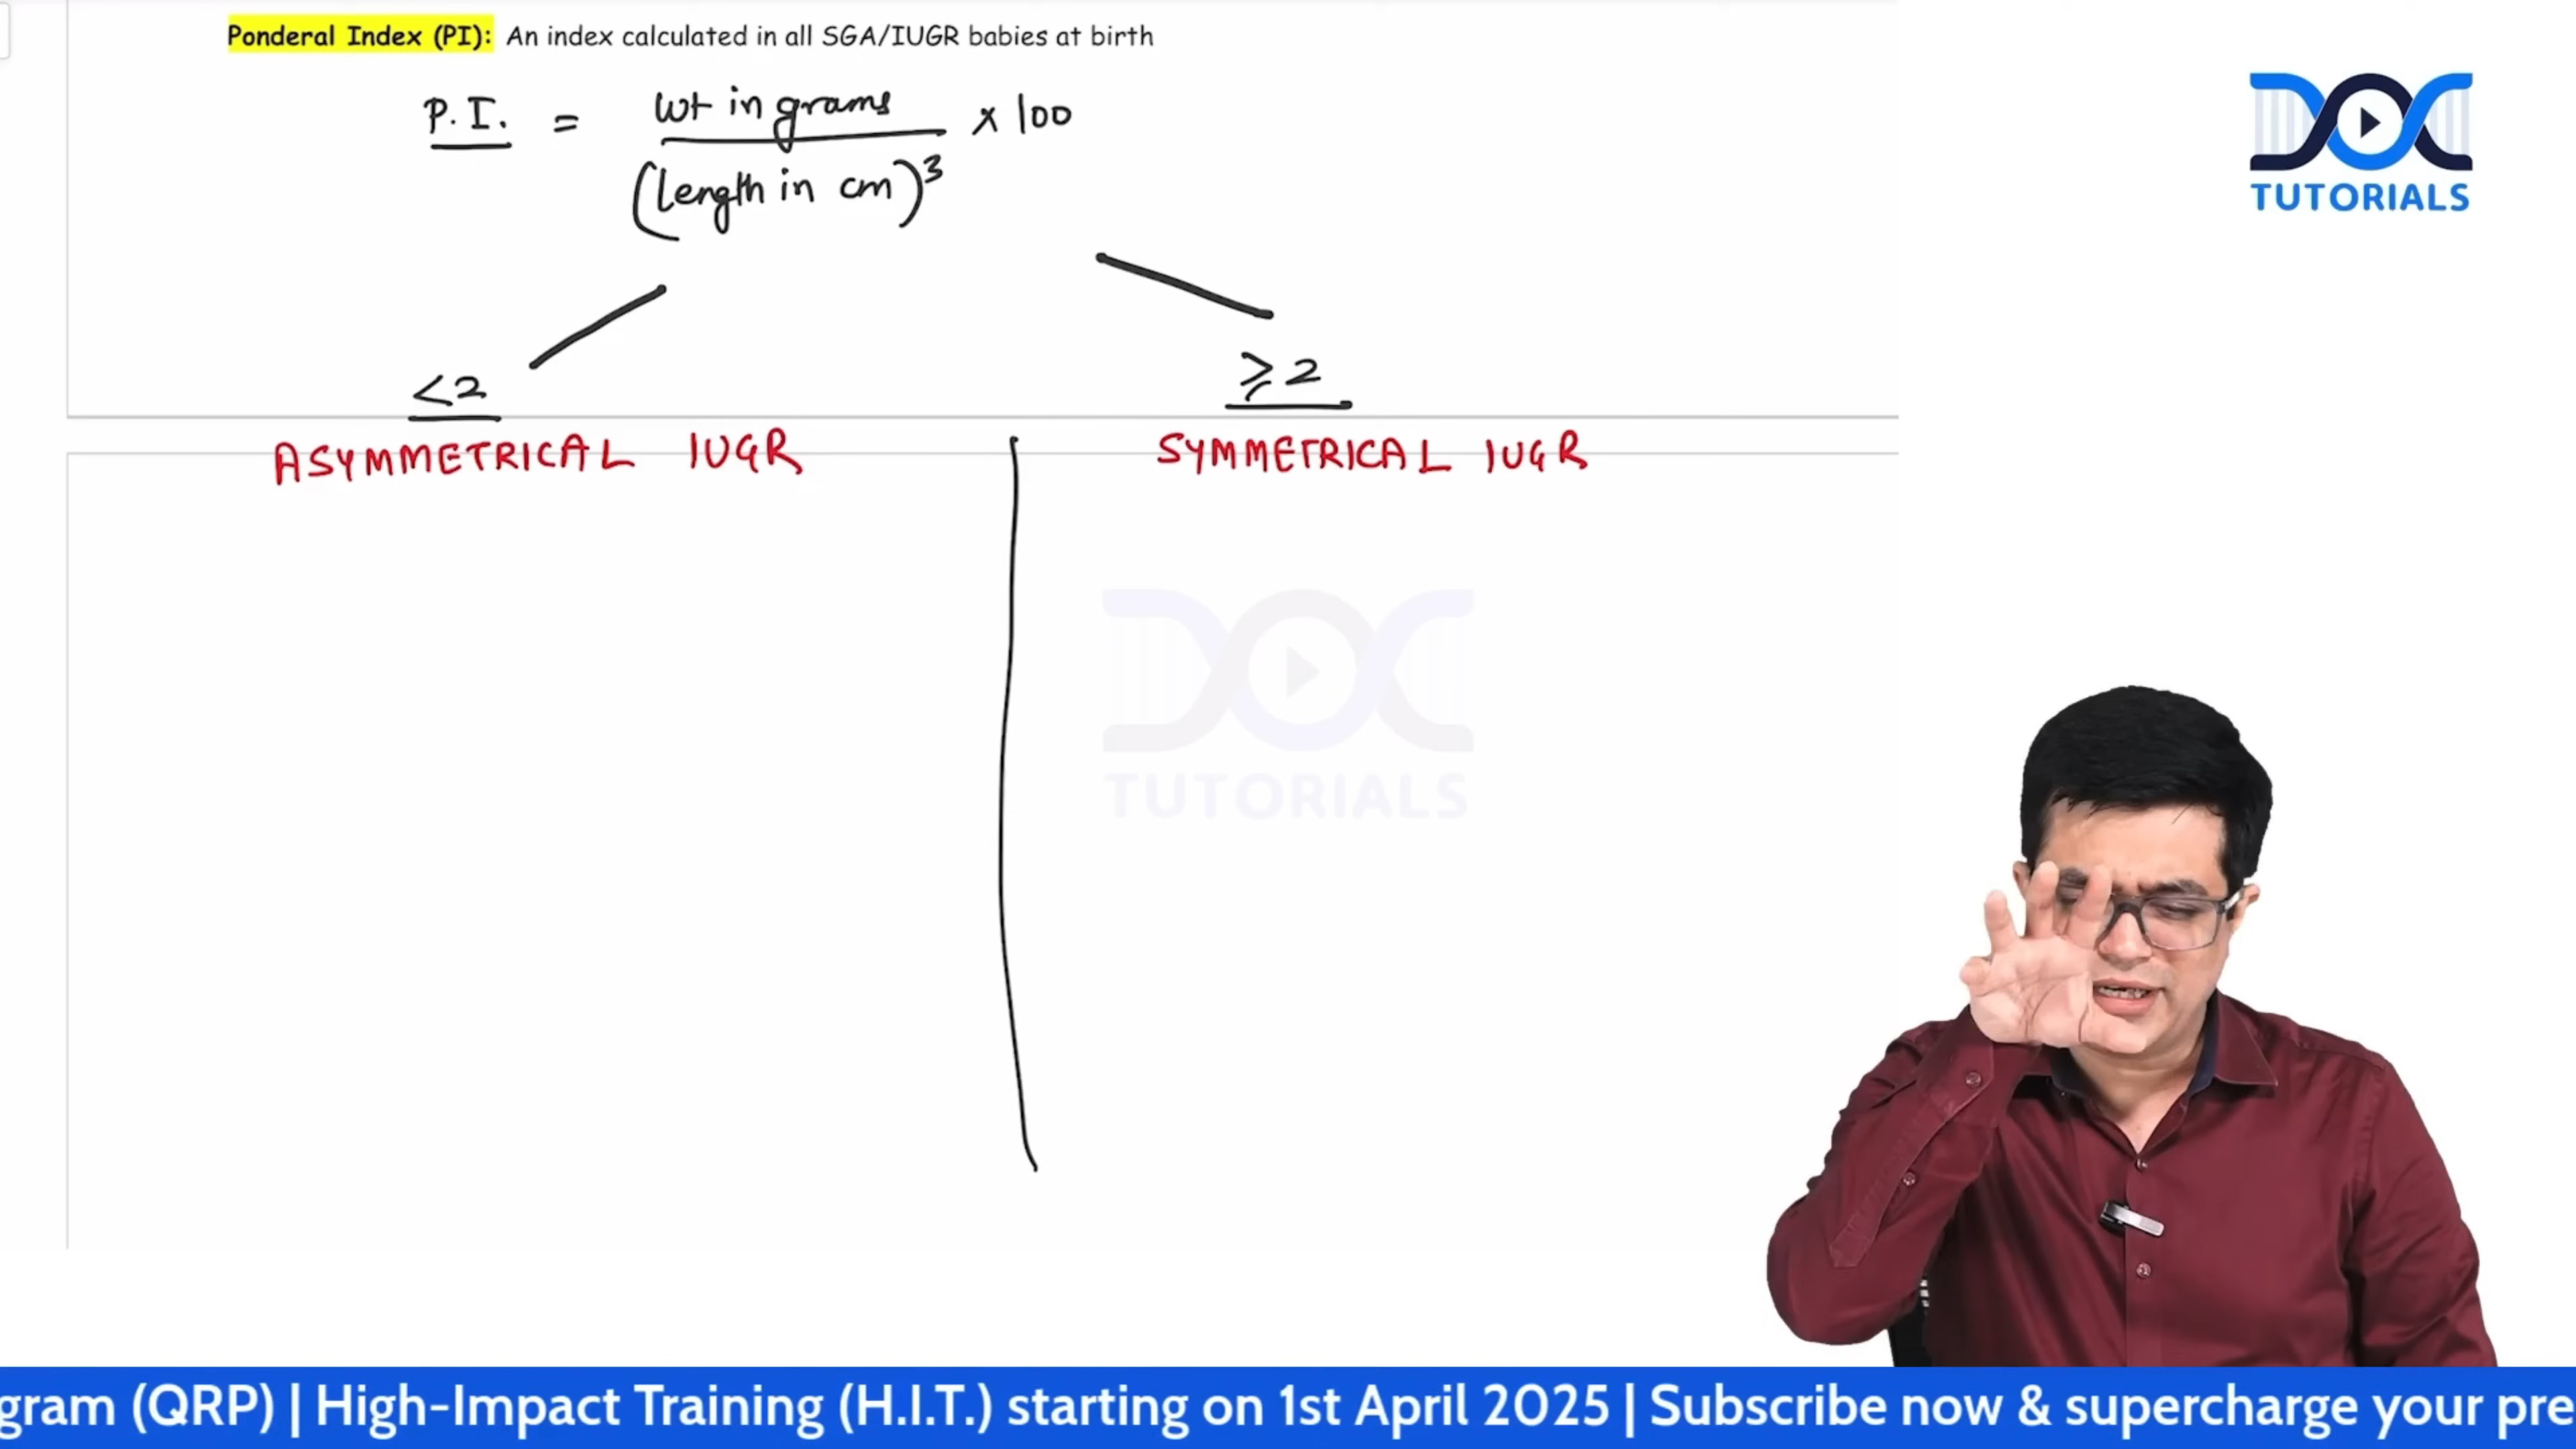 Ponderal Index (PI): An index calculated in all SGA/IUGR babies at birth
P.I. = wt in grams × 100
(length in cm)³
<2
≥2
ASYMMETRICAL IUGR
SYMMETRICAL IUGR
DOC
TUTORIALS
DOC
TUTORIALS
gram (QRP) | High-Impact Training (H.I.T.) starting on 1st April 2025 | Subscribe now & supercharge your pre